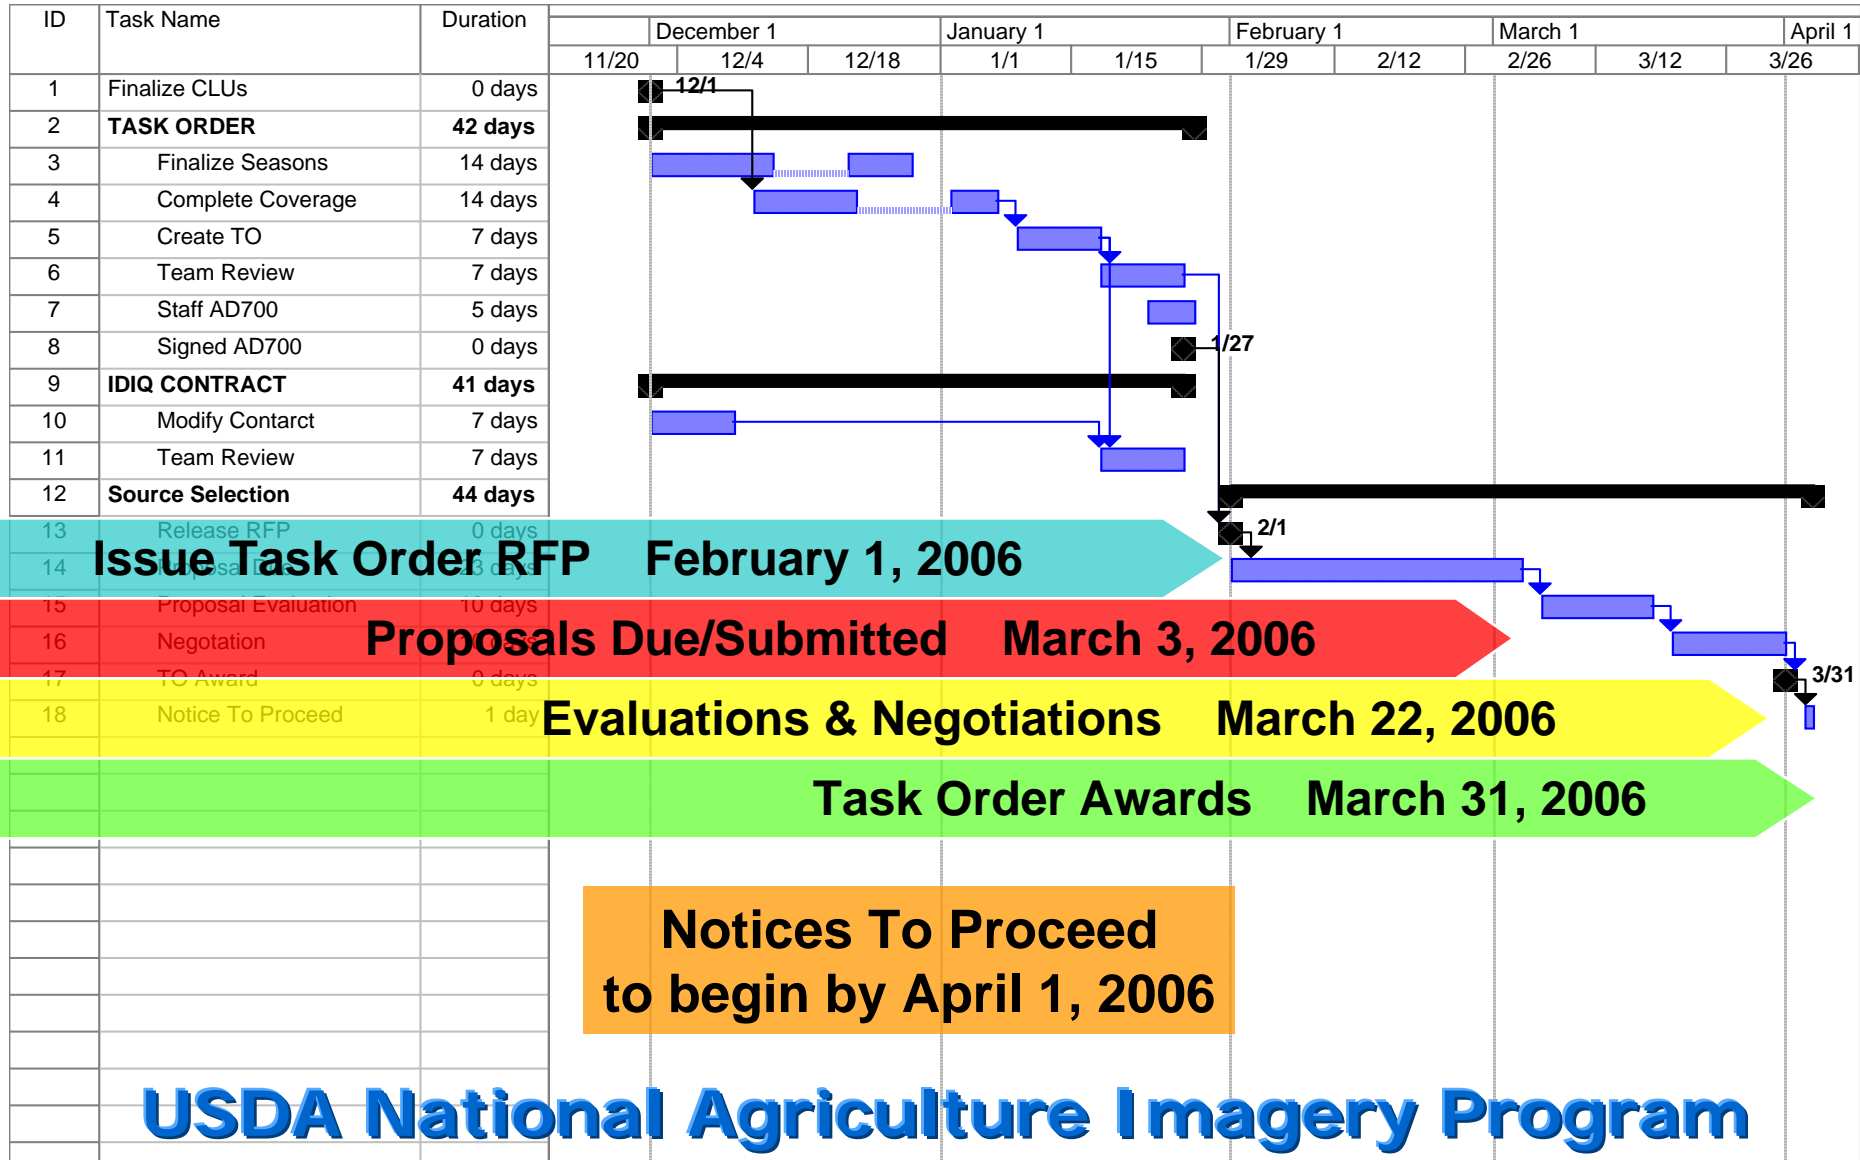 ID Task Name Duration
December 1 January 1 February 1 March 1 April 1
11/20 12/4 12/18 1/1 1/15 1/29 2/12 2/26 3/12 3/26
1 Finalize CLUs 0 days 12/1
2 TASK ORDER 42 days
3 Finalize Seasons 14 days
4 Complete Coverage 14 days
5 Create TO 7 days
6 Team Review 7 days
7 Staff AD700 5 days
8 Signed AD700 0 days 1/27
9 IDIQ CONTRACT 41 days
10 Modify Contarct 7 days
11 Team Review 7 days
12 Source Selection 44 days
13 Release RFP 0 days 2/1
Issue Task Order RFP February 1, 2006
14 Proposal Due 23 days
15 Proposal Evaluation 10 days
Proposals Due/Submitted March 3, 2006
16 Negotation days
17 TO Award 0 days 3/31
18 Notice To Proceed 1 day
Evaluations & Negotiations March 22, 2006
Task Order Awards March 31, 2006
Notices To Proceed
to begin by April 1, 2006
USDA National Agriculture Imagery Program